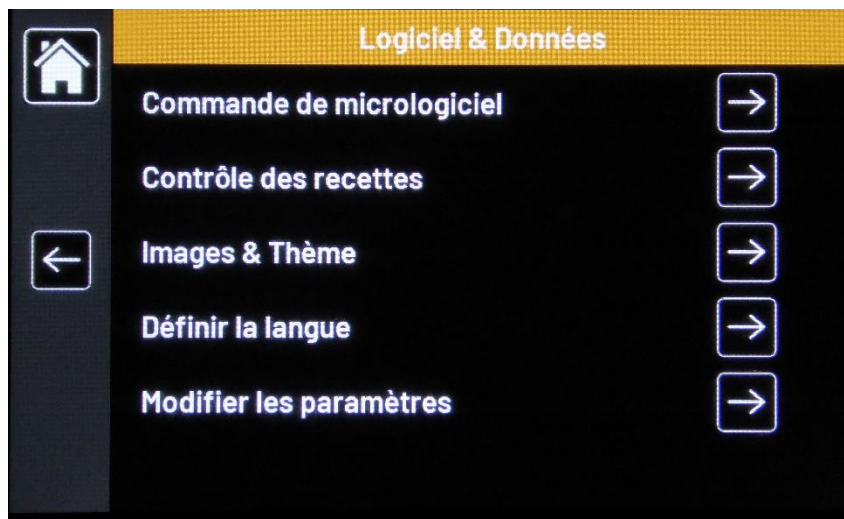 Logiciel & Données
Commande de micrologiciel
Contrôle des recettes
Images & Thème
Définir la langue
Modifier les paramètres